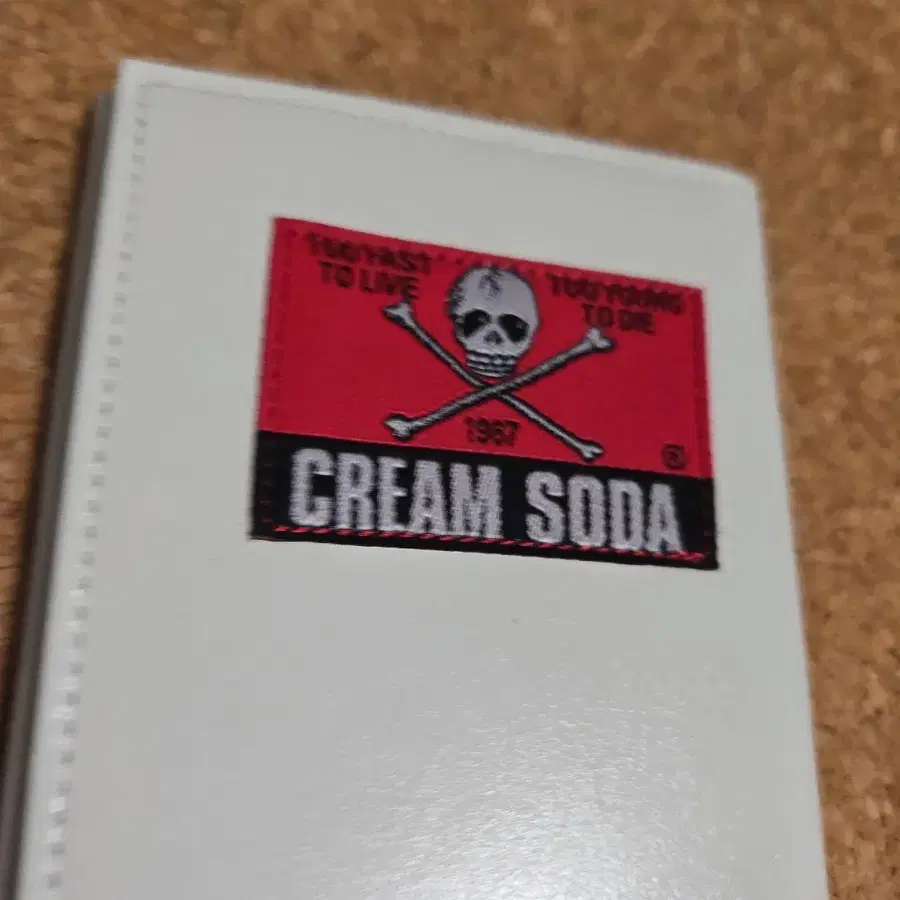 TOO FAST
TO LIVE
TOO YOUNG
TO DIE
1967
CREAM SODA